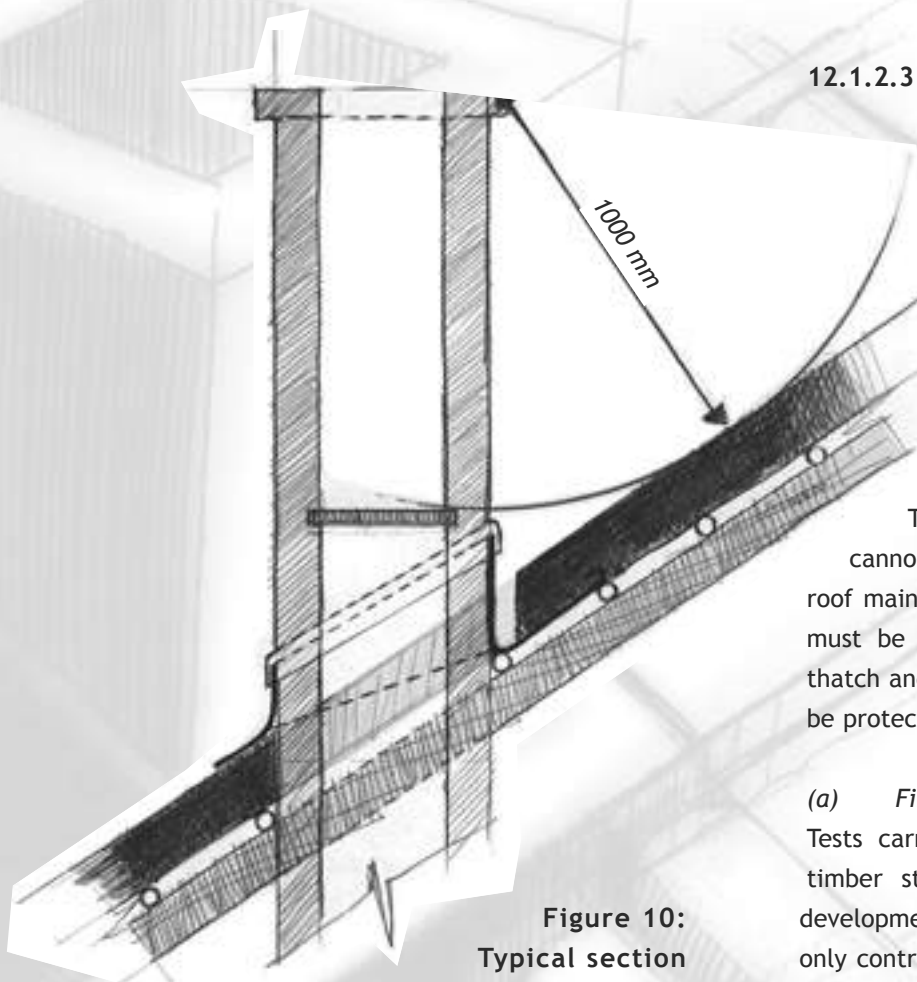 12.1.2.3
1000 mm
canno
roof main
must be
thatch an
be protec
(a) Fi
Tests carr
timber st
developme
only contr
Figure 10:
Typical section